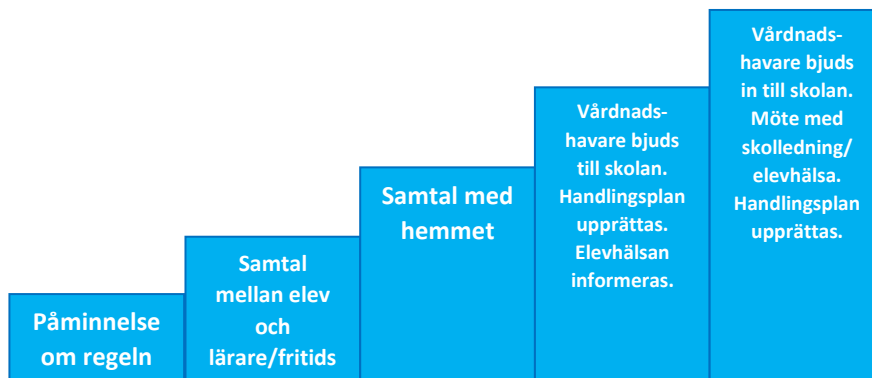 Påminnelse
om regeln
Samtal
mellan elev
och
lärare/fritids
Samtal med
hemmet
Vårdnads-
havare bjuds
till skolan.
Handlingsplan
upprättas.
Elevhälsan
informeras.
Vårdnads-
havare bjuds
in till skolan.
Möte med
skolledning/
elevhälsa.
Handlingsplan
upprättas.